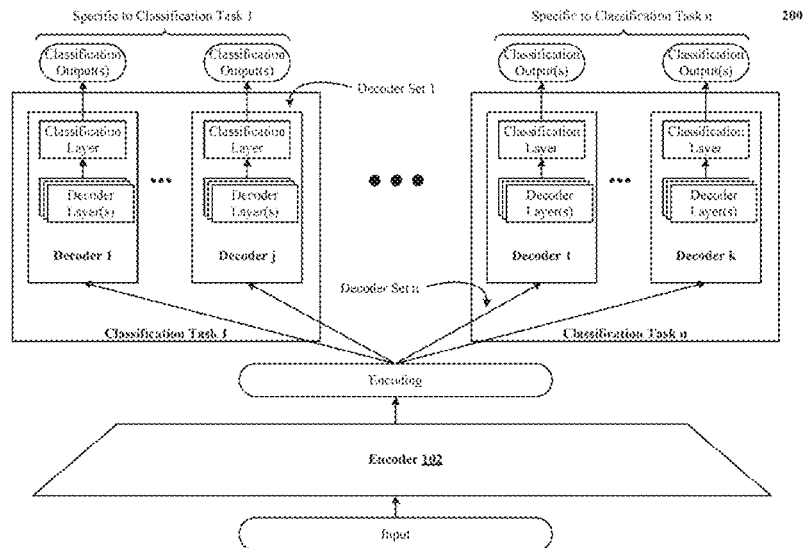 Specific to Classification Task 1
Specific to Classification Task n
200
Classification
Output(s)
Classification
Output(s)
Classification
Output(s)
Classification
Output(s)
Decoder Set 1
Classification
Layer
Classification
Layer
Classification
Layer
Classification
Layer
Decoder
Layer(s)
Decoder
Layer(s)
Decoder
Layer(s)
Decoder
Layer(s)
Decoder 1
Decoder j
Decoder 1
Decoder k
Decoder Set n
Classification Task 1
Classification Task n
Encoding
Encoder 102
Input